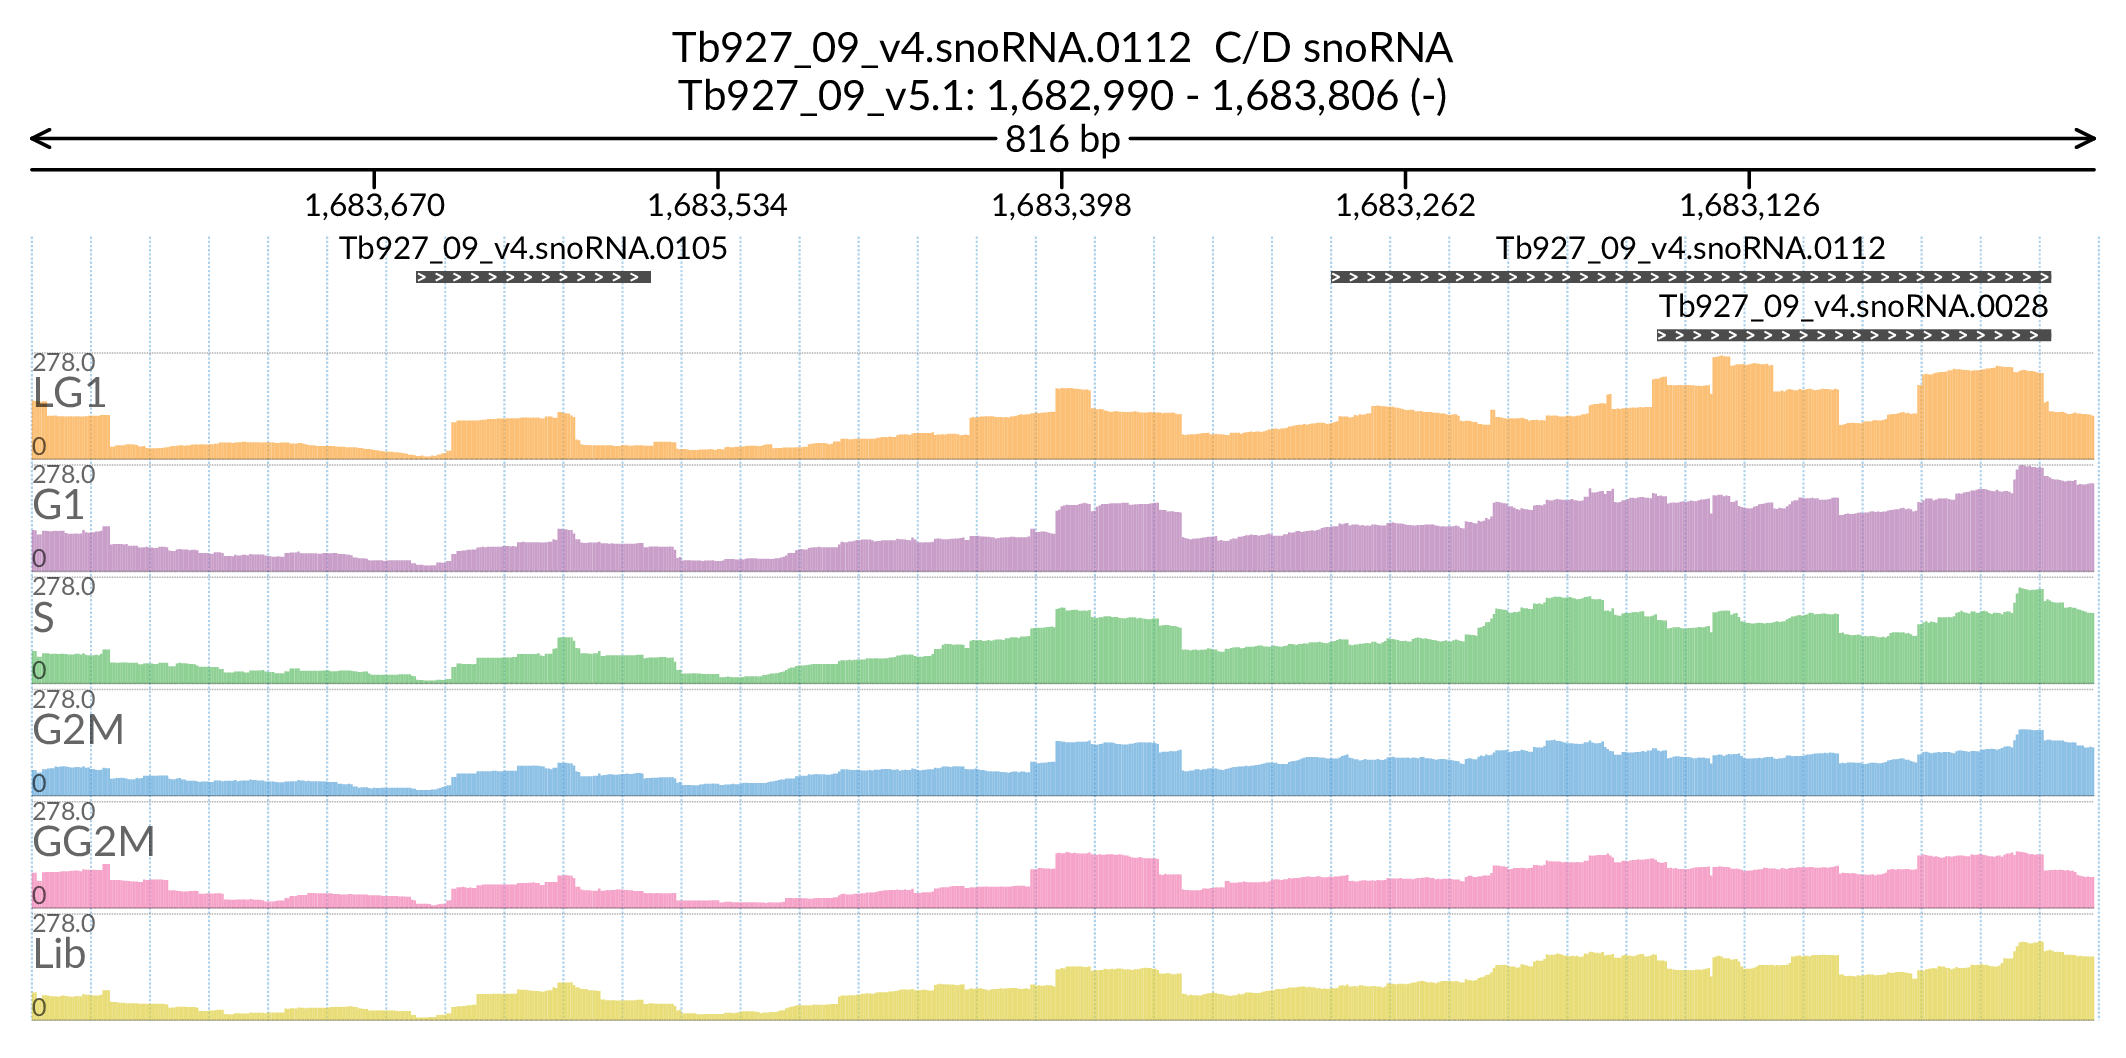 Tb927_09_v4.snoRNA.0112  C/D snoRNA
Tb927_09_v5.1: 1,682,990 - 1,683,806 (-)
816 bp
1,683,670 1,683,534 1,683,398 1,683,262 1,683,126
Tb927_09_v4.snoRNA.0105 Tb927_09_v4.snoRNA.0112
Tb927_09_v4.snoRNA.0028
278.0
LG1
0
278.0
G1
0
278.0
S
0
278.0
G2M
0
278.0
GG2M
0
278.0
Lib
0